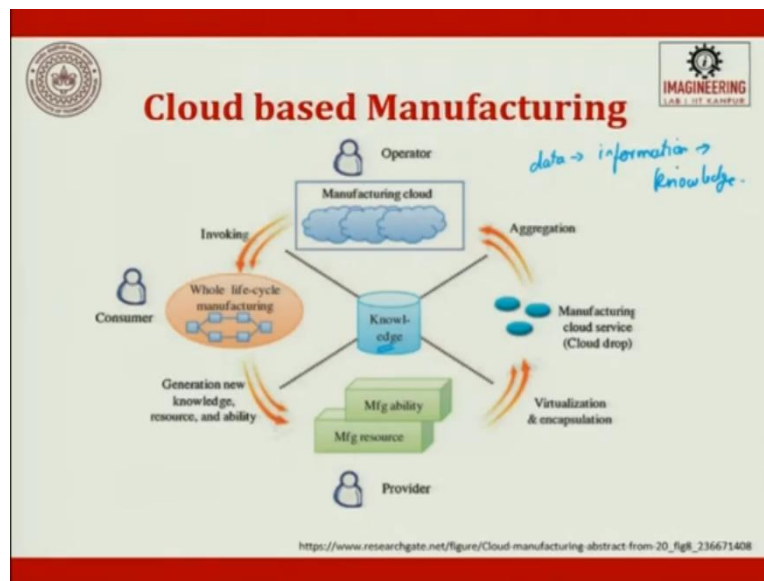 IMAGINEERING
LAB | IIT KANPUR
Cloud based Manufacturing
Operator
data → information →
knowledge.
Manufacturing cloud
Invoking
Aggregation
Whole life-cycle
manufacturing
Consumer
Knowl-
edge
Manufacturing
cloud service
(Cloud drop)
Generation new
knowledge,
resource, and ability
Mfg ability
Mfg resource
Virtualization
& encapsulation
Provider
https://www.researchgate.net/figure/Cloud-manufacturing-abstract-from-20_fig8_236671408